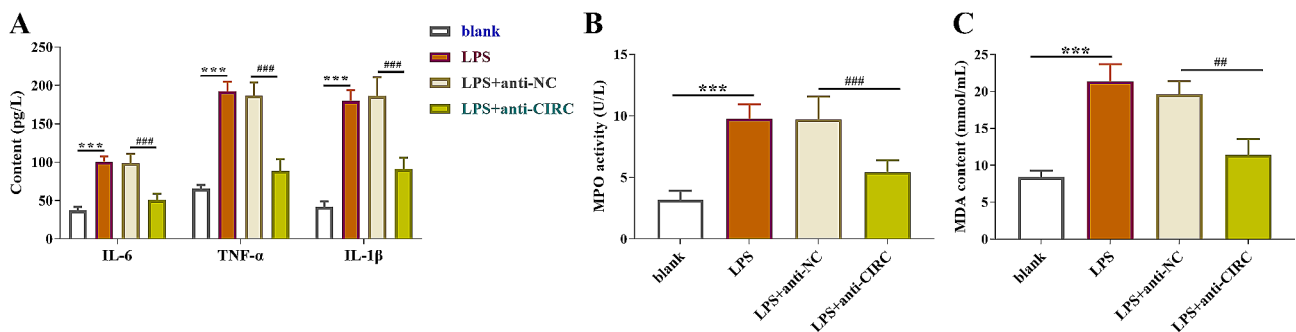 A
blank
LPS
LPS+anti-NC
LPS+anti-CIRC
Content (pg/L)
250
200
150
100
50
0
*** ###
*** ###
*** ###
IL-6 TNF-α IL-1β
B
MPO activity (U/L)
15
10
5
0
***
###
blank
LPS
LPS+anti-NC
LPS+anti-CIRC
C
MDA content (mmol/mL)
25
20
15
10
5
0
***
##
blank
LPS
LPS+anti-NC
LPS+anti-CIRC